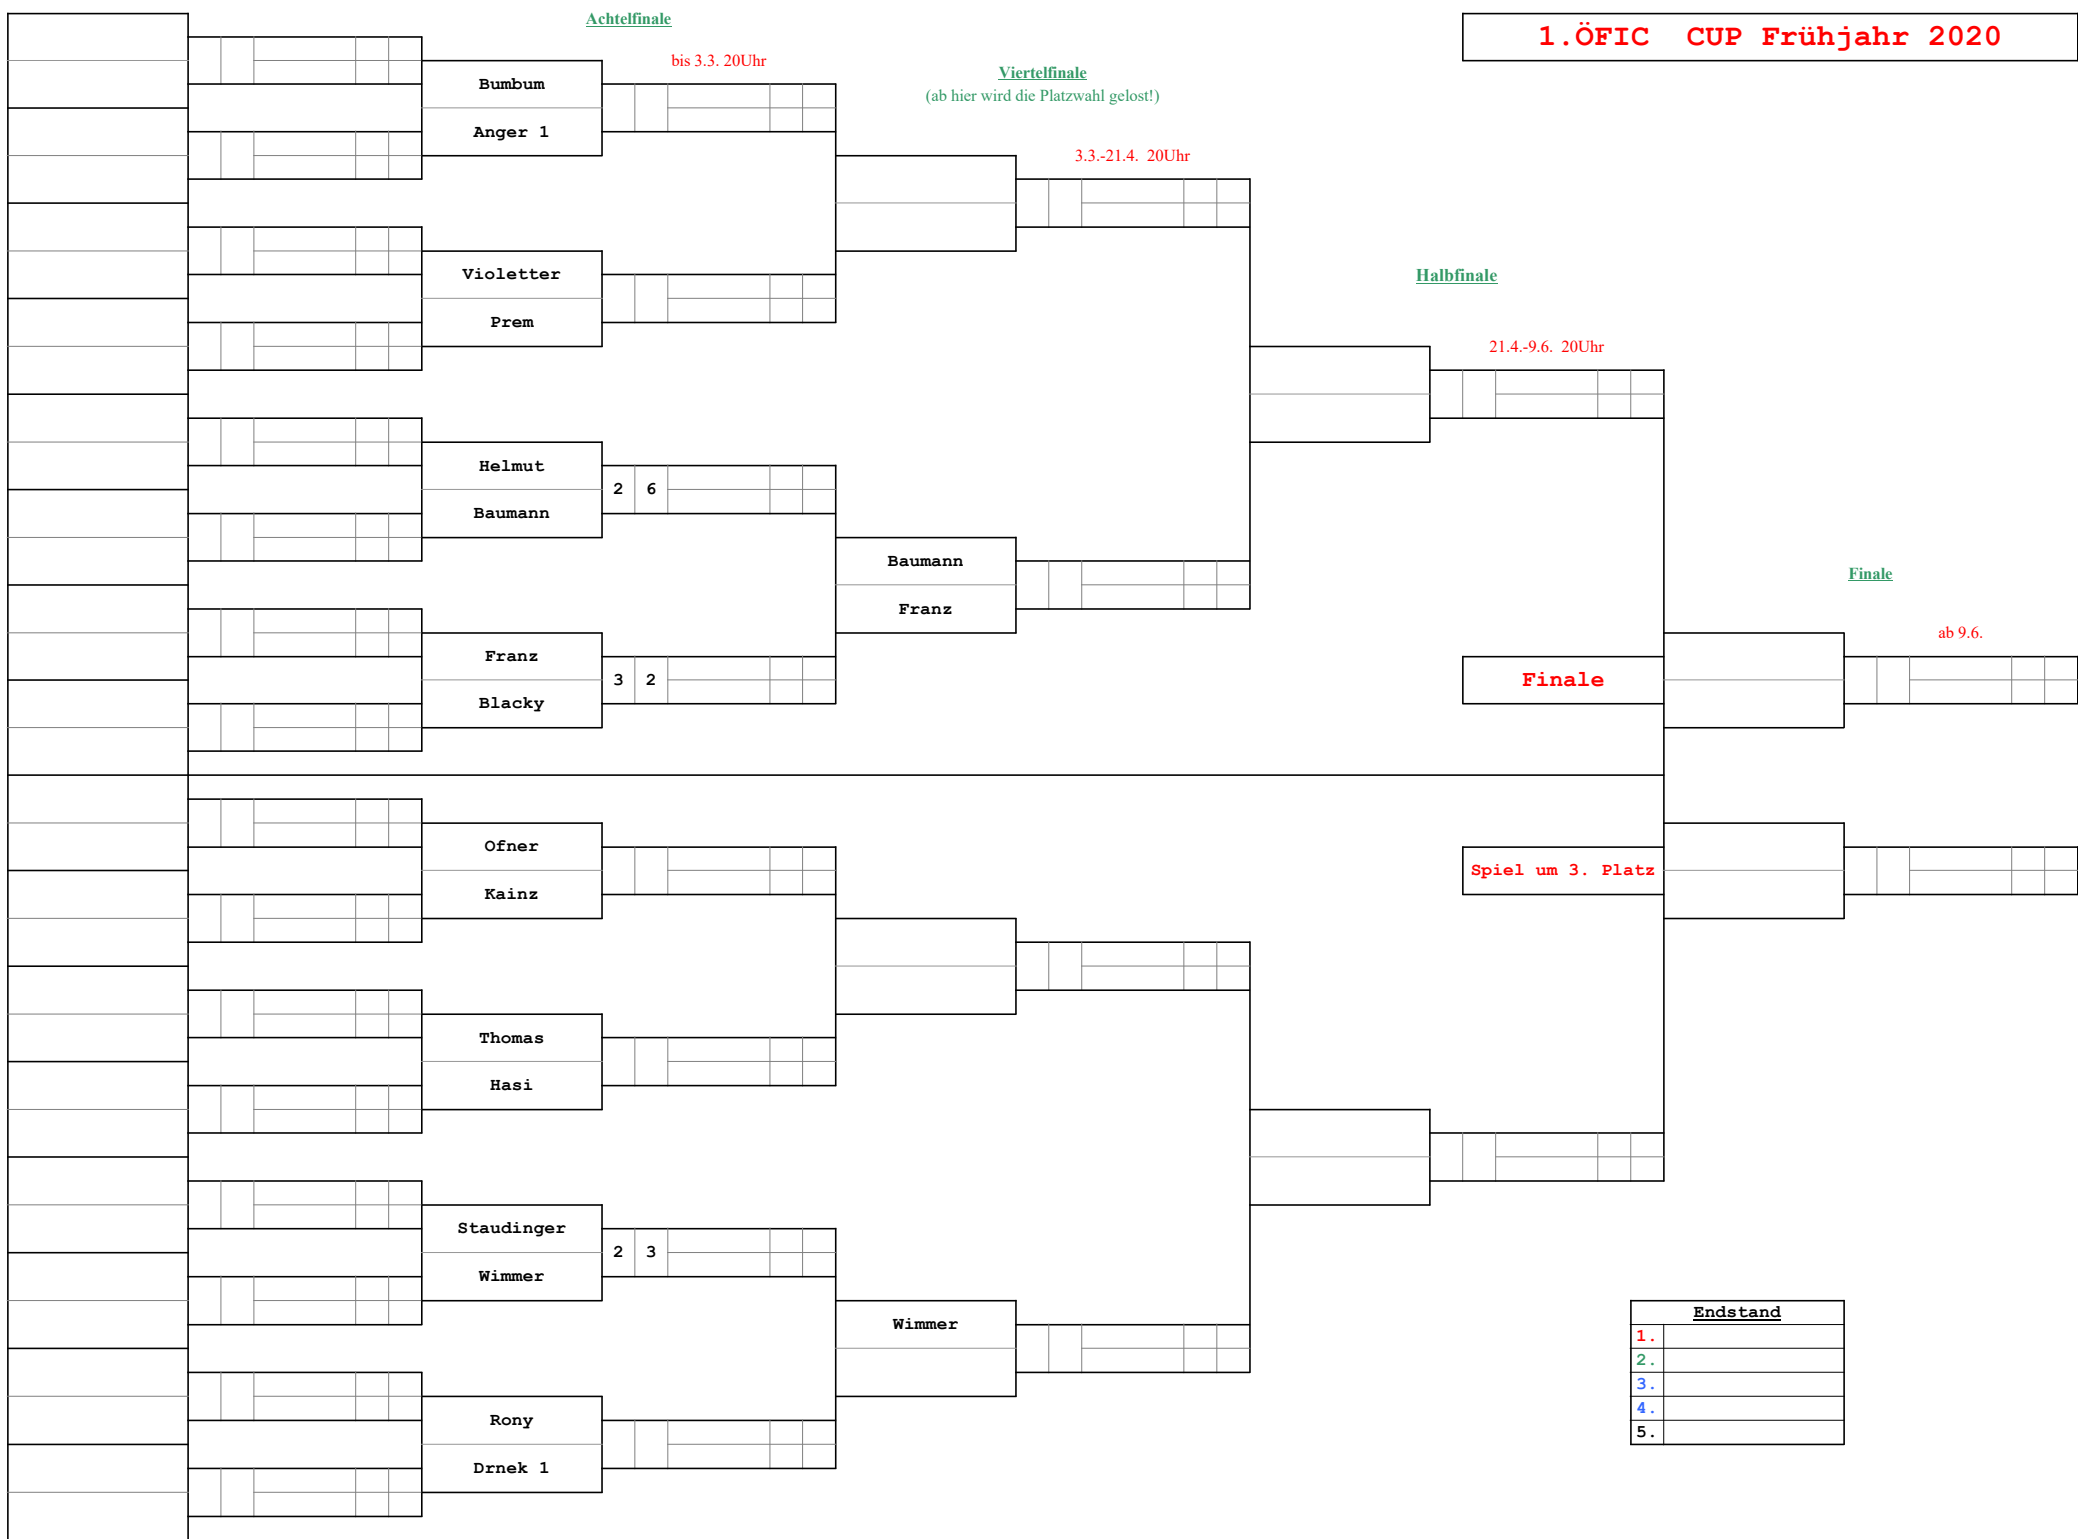 Achtelfinale
1.ÖFIC CUP Frühjahr 2020
bis 3.3. 20Uhr
Viertelfinale
(ab hier wird die Platzwahl gelost!)
Bumbum
Anger 1
3.3.-21.4. 20Uhr
Violetter
Prem
Halbfinale
21.4.-9.6. 20Uhr
Helmut
2 6
Baumann
Baumann
Franz
Finale
ab 9.6.
Franz
3 2
Blacky
Finale
Ofner
Kainz
Spiel um 3. Platz
Thomas
Hasi
Staudinger
2 3
Wimmer
Wimmer
Rony
Drnek 1
Endstand
1.
2.
3.
4.
5.